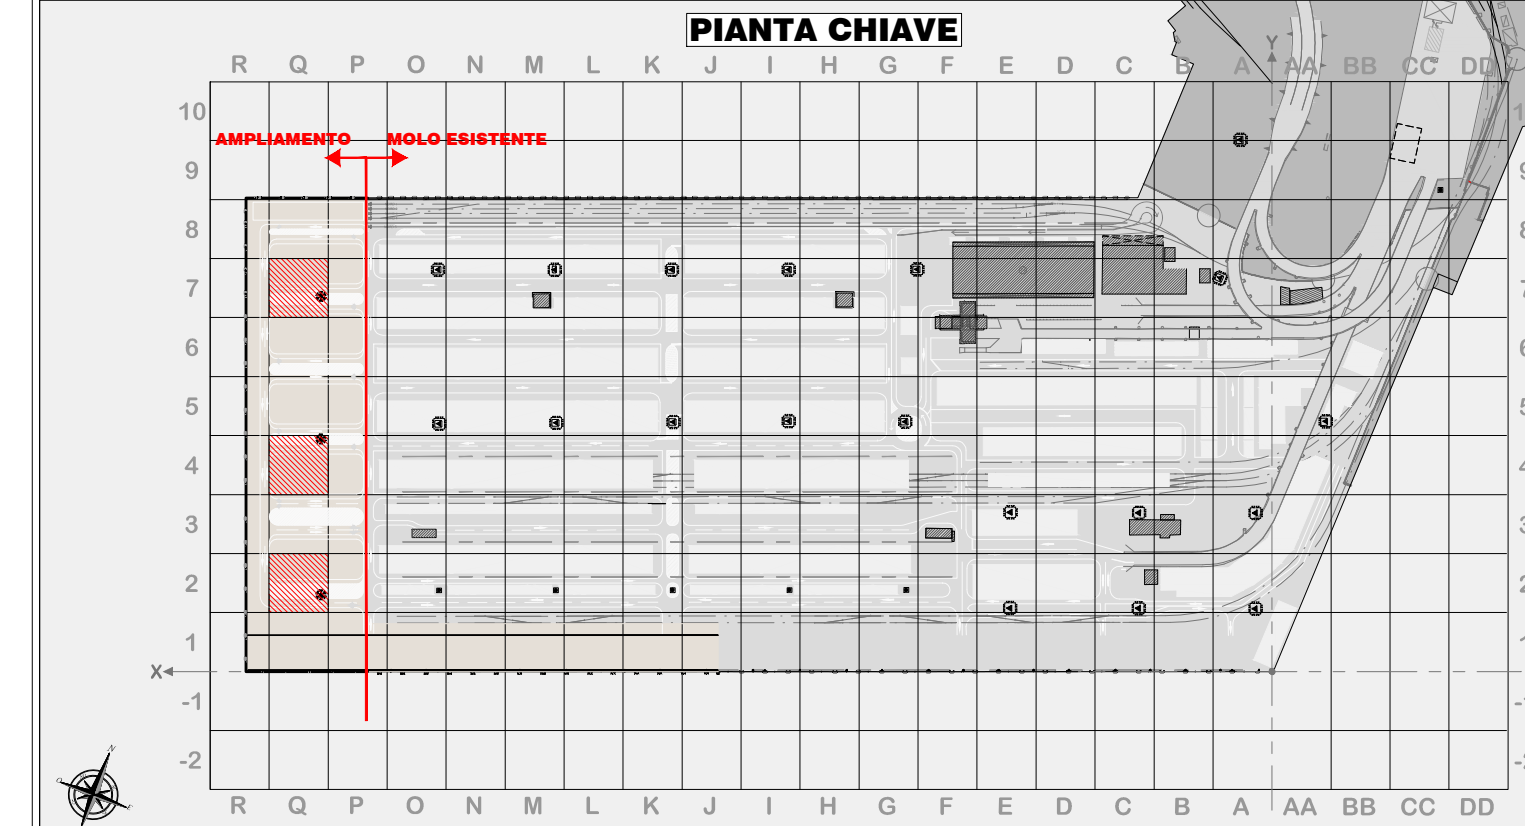 PIANTA CHIAVE
Y
R Q P O N M L K J I H G F E D C B A AA BB CC DD
10
AMPLIAMENTO MOLO ESISTENTE
9
8
7
6
5
4
3
2
1
X
-1
-2
N
O
E
R Q P O N M L K J I H G F E D C B A AA BB CC DD